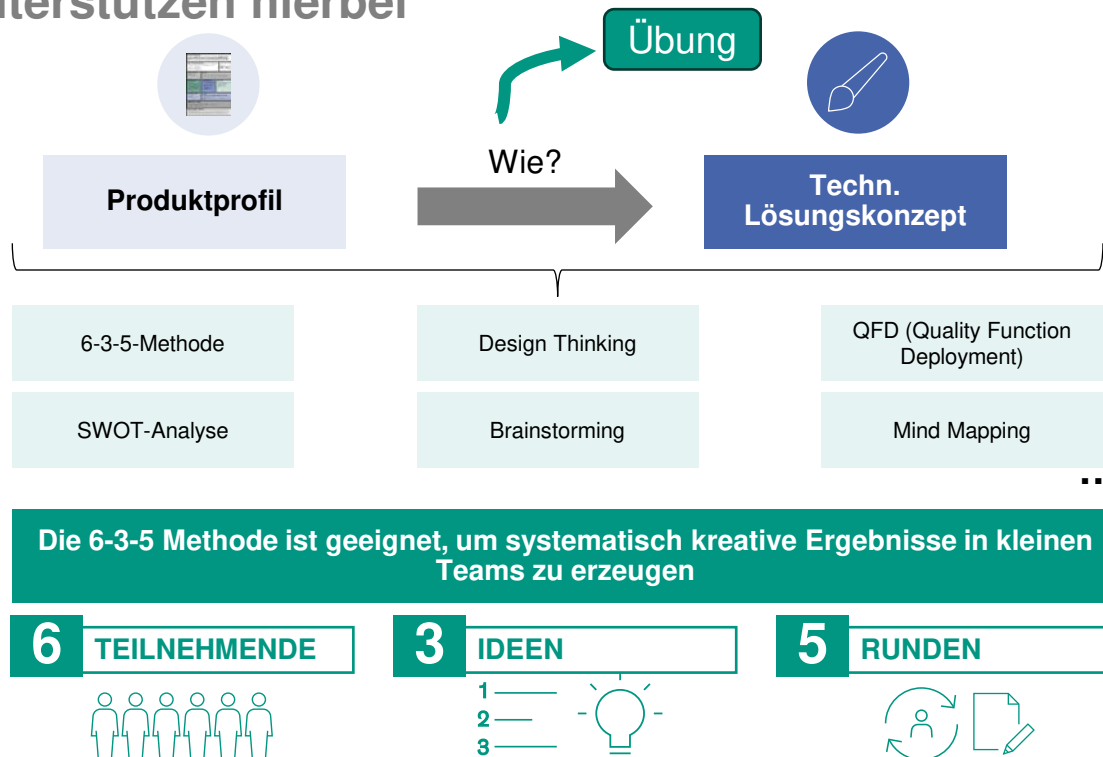 nterstützen hierbei
Übung
Wie?
Produktprofil
Techn.
Lösungskonzept
6-3-5-Methode
Design Thinking
QFD (Quality Function
Deployment)
SWOT-Analyse
Brainstorming
Mind Mapping
..
Die 6-3-5 Methode ist geeignet, um systematisch kreative Ergebnisse in kleinen
Teams zu erzeugen
6 TEILNEHMENDE
3 IDEEN
5 RUNDEN
1
2
3